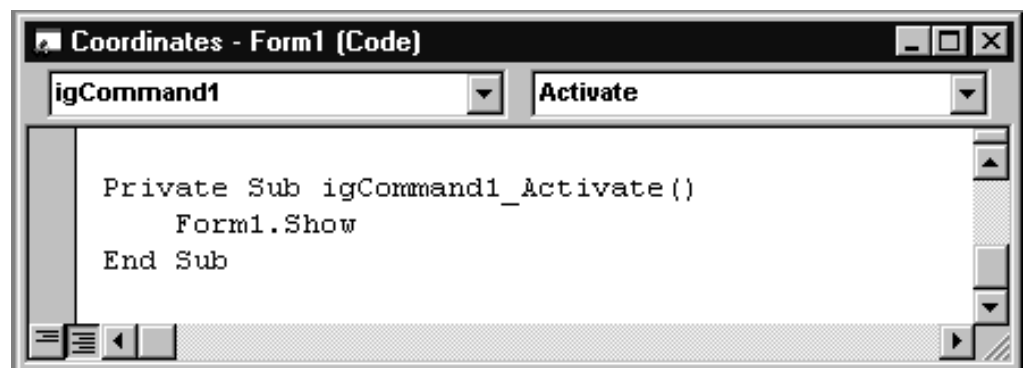 Coordinates - Form1 (Code)
igCommand1 Activate
Private Sub igCommand1_Activate()
    Form1.Show
End Sub